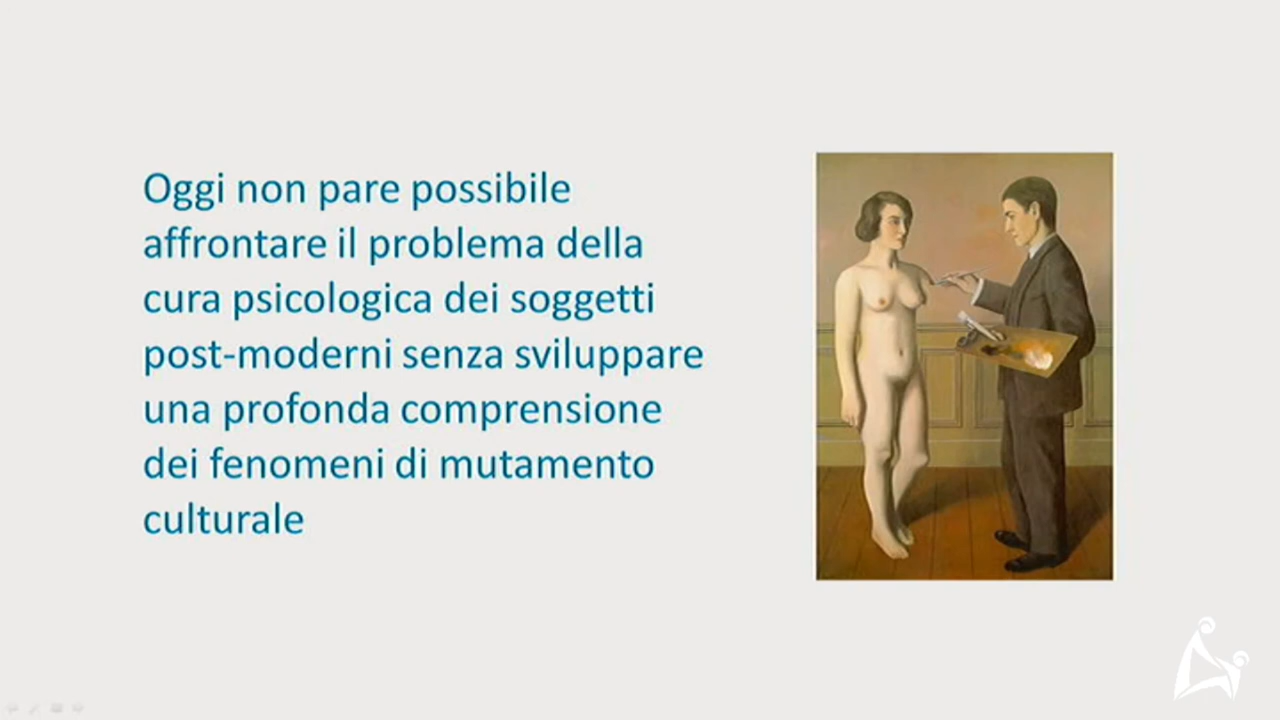 Oggi non pare possibile
affrontare il problema della
cura psicologica dei soggetti
post-moderni senza sviluppare
una profonda comprensione
dei fenomeni di mutamento
culturale